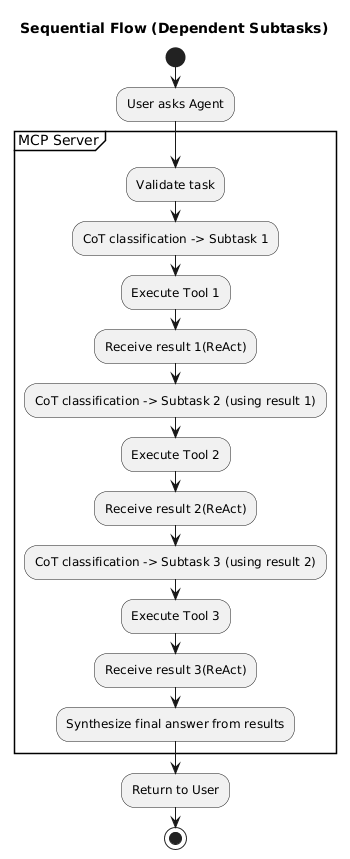 Sequential Flow (Dependent Subtasks)
User asks Agent
MCP Server
Validate task
CoT classification -> Subtask 1
Execute Tool 1
Receive result 1(ReAct)
CoT classification -> Subtask 2 (using result 1)
Execute Tool 2
Receive result 2(ReAct)
CoT classification -> Subtask 3 (using result 2)
Execute Tool 3
Receive result 3(ReAct)
Synthesize final answer from results
Return to User